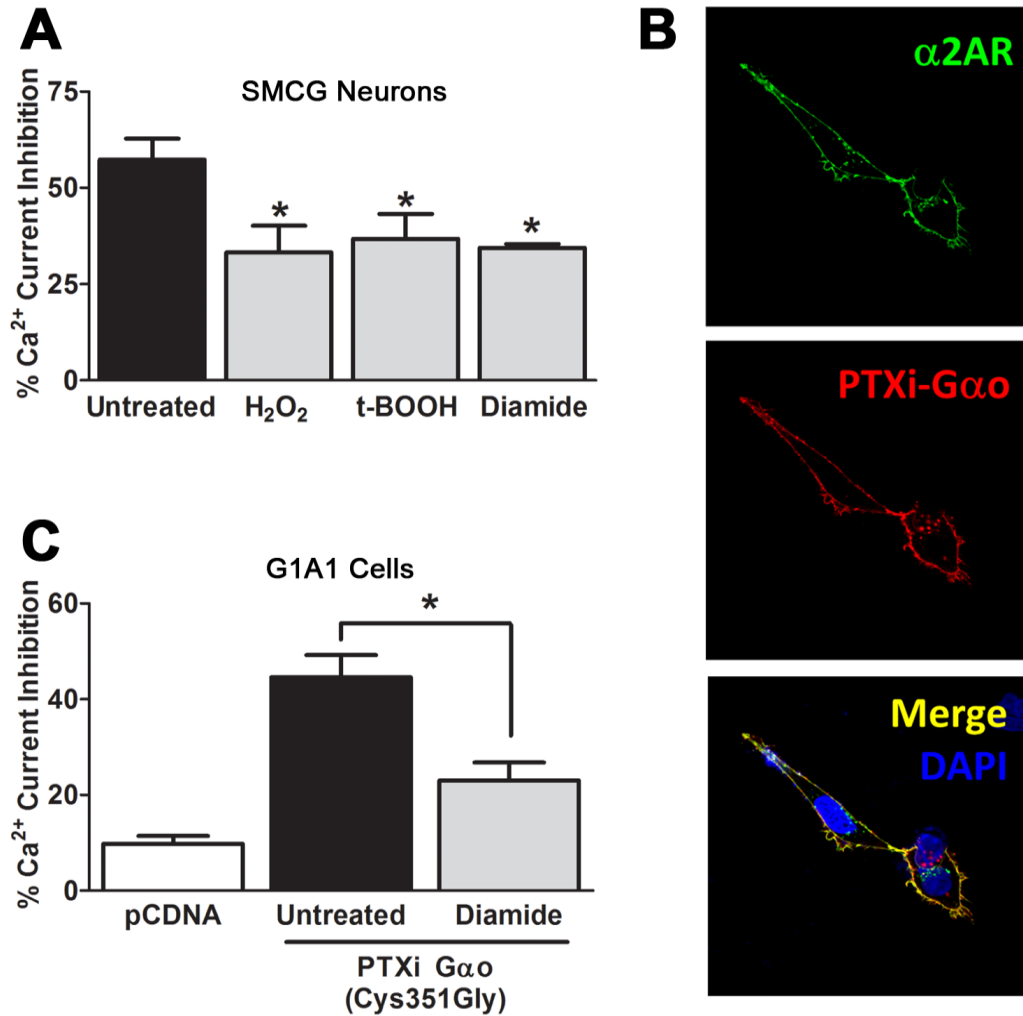 A
SMCG Neurons
% Ca²⁺ Current Inhibition
75
50
25
0
*
*
*
Untreated
H₂O₂
t-BOOH
Diamide
B
α2AR
PTXi-Gαo
Merge
DAPI
C
G1A1 Cells
% Ca²⁺ Current Inhibition
60
40
20
0
*
pCDNA
Untreated
Diamide
PTXi Gαo
(Cys351Gly)